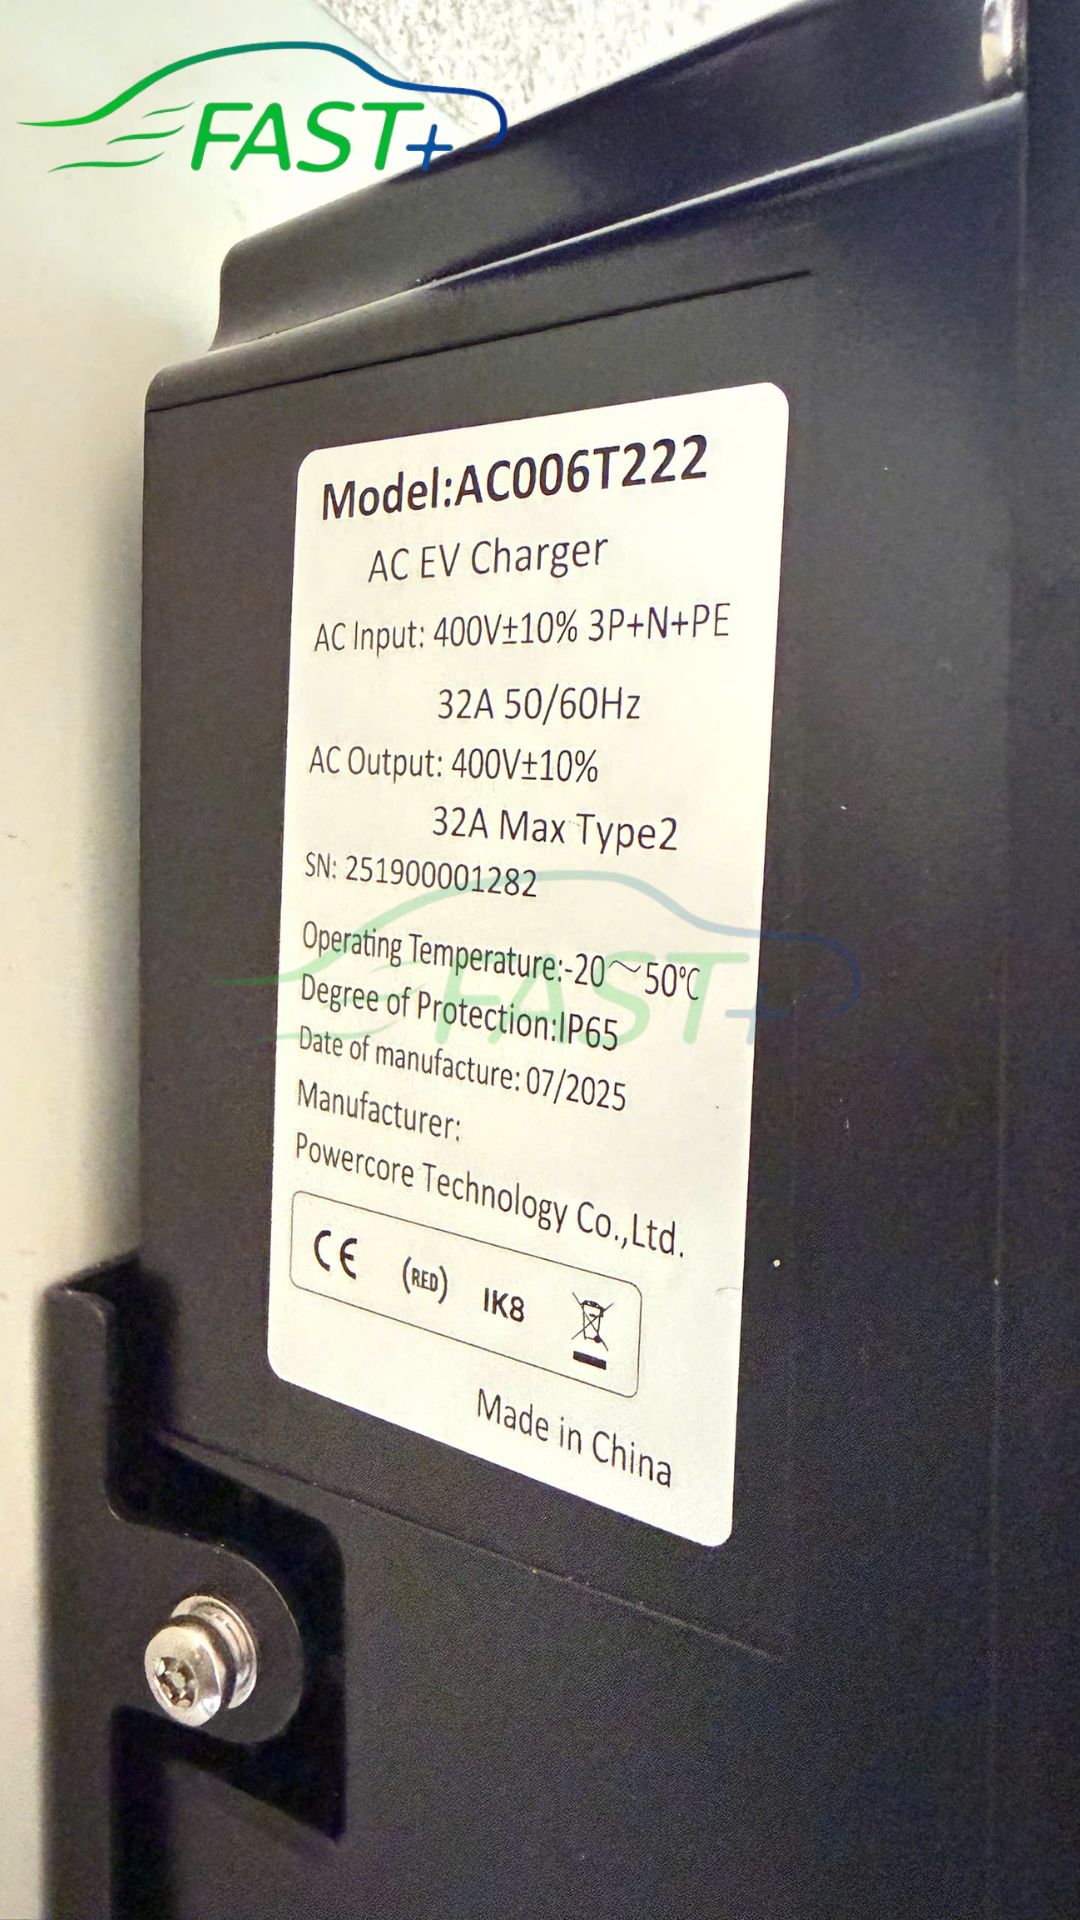 FAST+
Model:AC006T222
AC EV Charger
AC Input: 400V±10% 3P+N+PE
32A 50/60Hz
AC Output: 400V±10%
32A Max Type2
SN: 251900001282
Operating Temperature:-20～50℃
Degree of Protection:IP65
FAST+
Date of manufacture: 07/2025
Manufacturer:
Powercore Technology Co.,Ltd.
CE (RED) IK8
Made in China